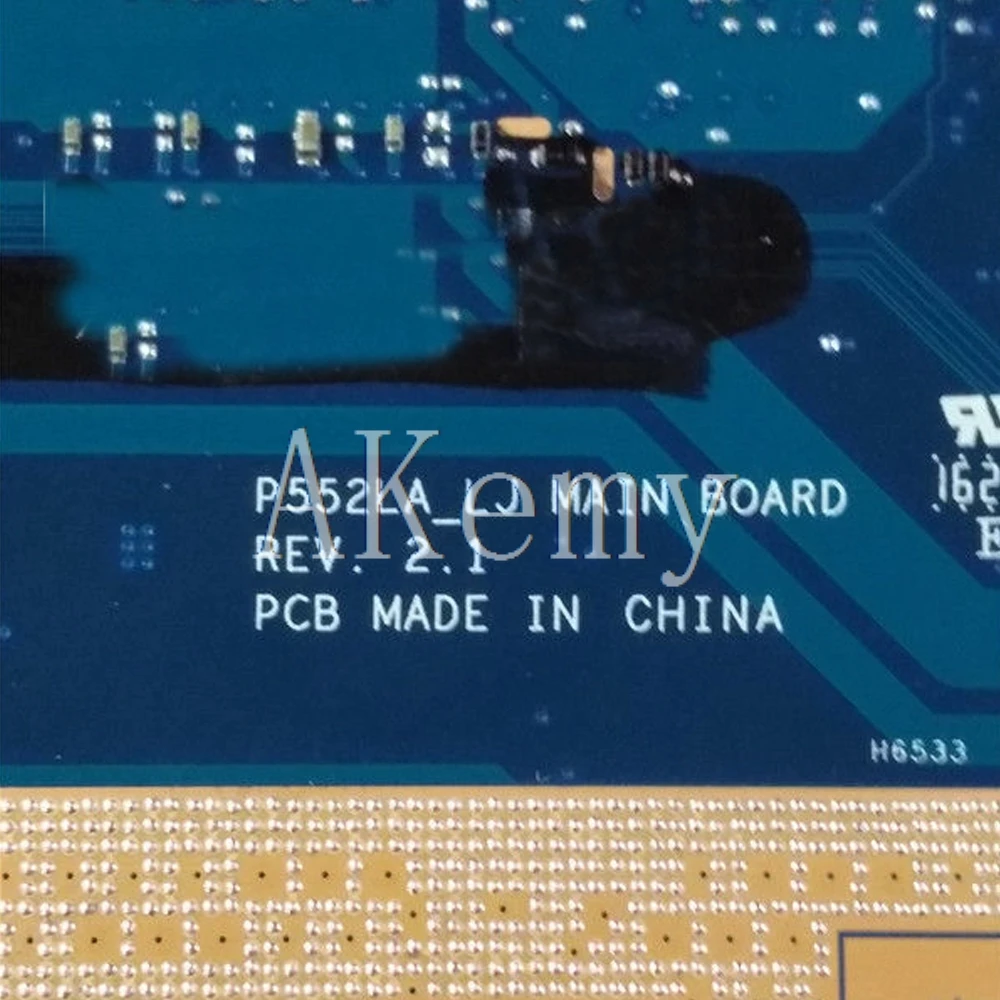 AKemy
P552LA_LJ MAIN BOARD
REV. 2.1
PCB MADE IN CHINA
H6533